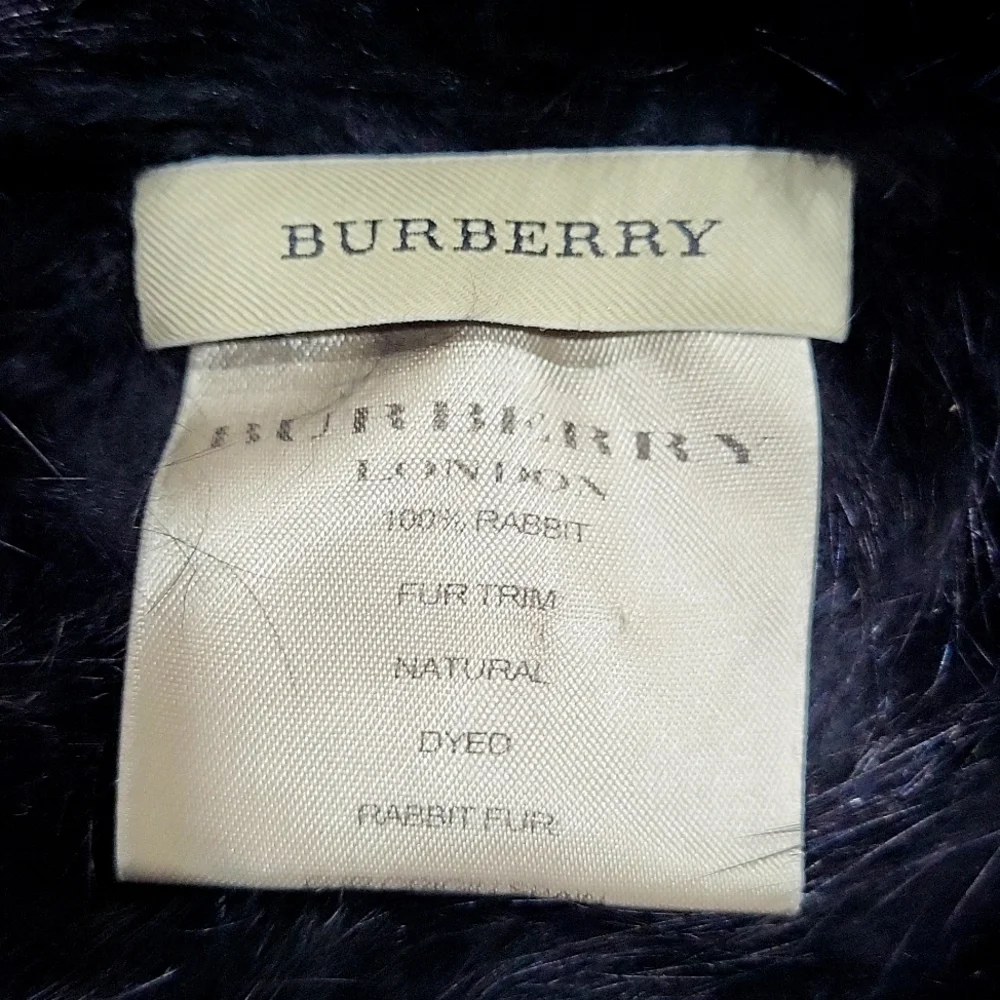 BURBERRY
BURBERRY
LONDON
100% RABBIT
FUR TRIM
NATURAL
DYED
RABBIT FUR